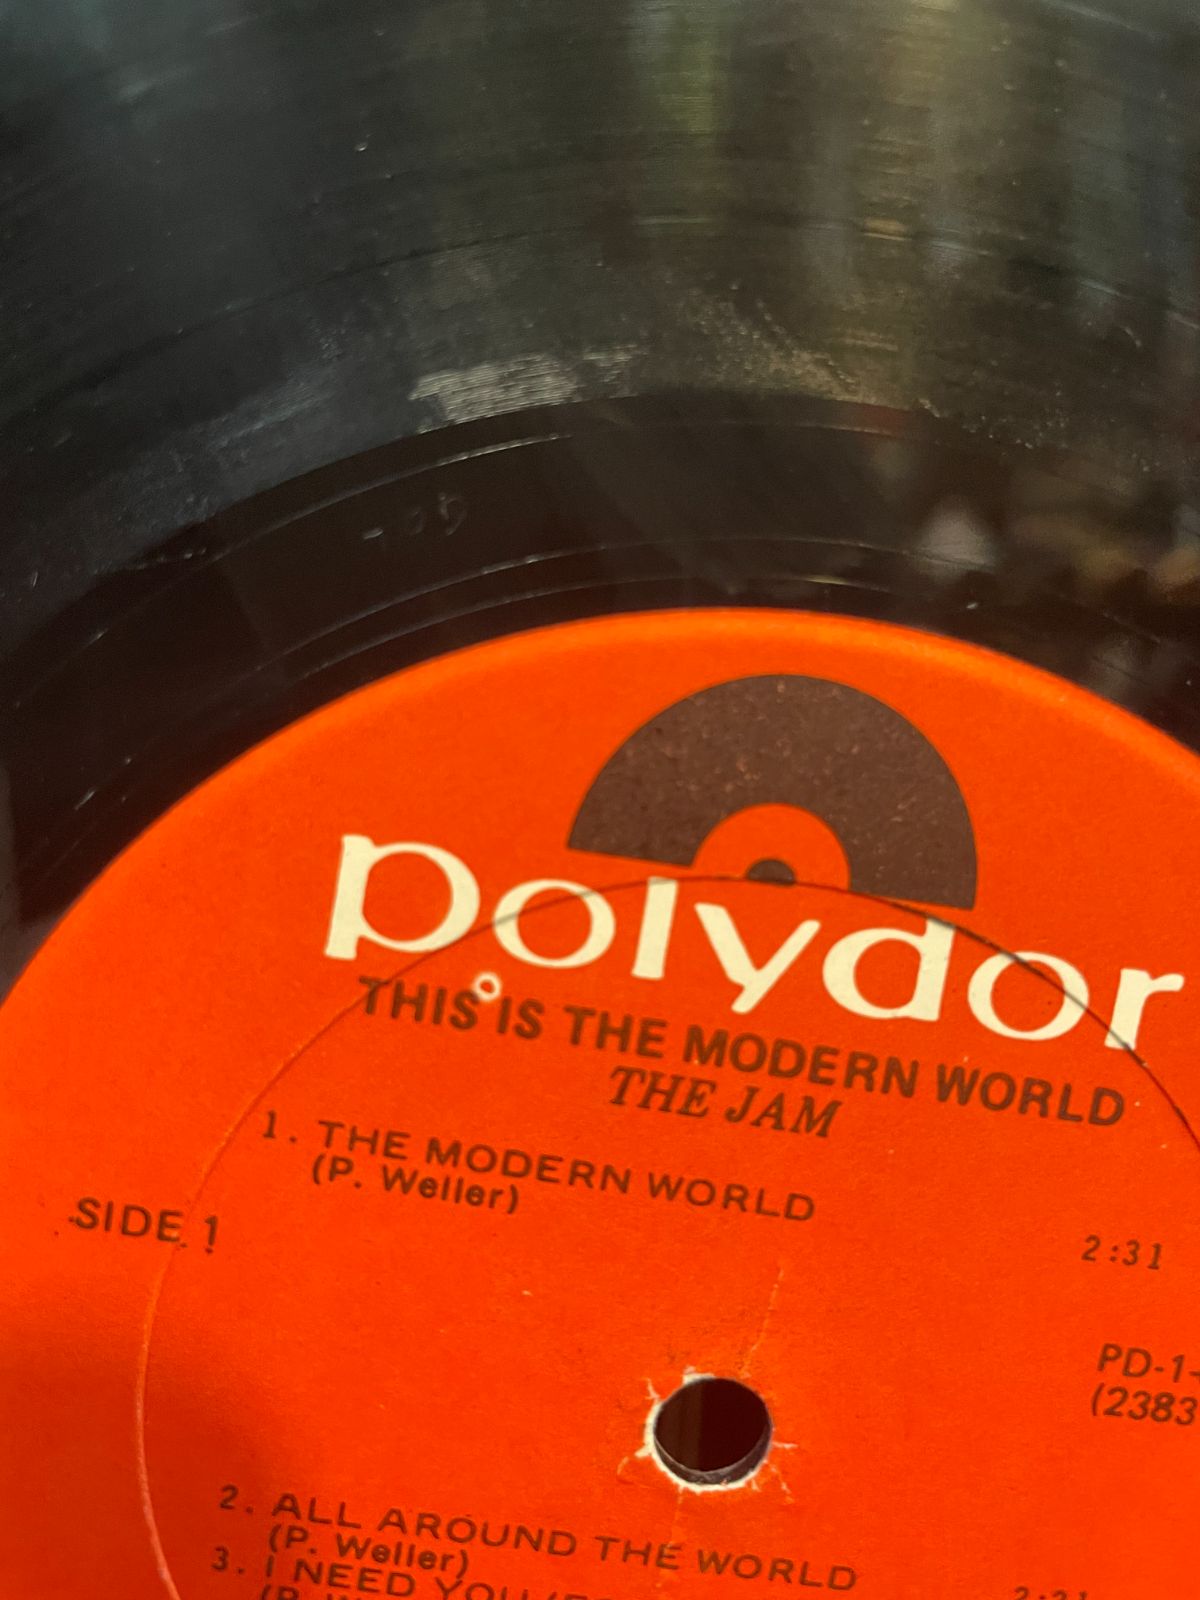 polydor
THIS IS THE MODERN WORLD
THE JAM
1. THE MODERN WORLD
(P. Weller)
2:31
SIDE 1
PD-1-
(2383
2. ALL AROUND THE WORLD
(P. Weller)
3. I NEED YOU